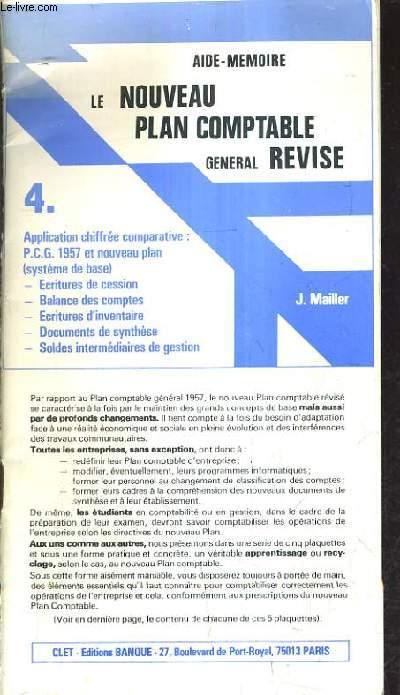 Le-Livre.com
AIDE-MEMOIRE
LE NOUVEAU
PLAN COMPTABLE
GENERAL REVISE
4.
Application chiffrée comparative :
P.C.G. 1957 et nouveau plan
(système de base)
– Ecritures de cession
– Balance des comptes
– Ecritures d'inventaire
– Documents de synthèse
– Soldes intermédiaires de gestion
J. Mailler
Par rapport au Plan comptable général 1957, le nouveau Plan comptable révisé
se caractérise à la fois par le maintien des grands concepts de base mais aussi
par de profonds changements. Il tient compte à la fois du besoin d'adaptation
face à une réalité économique et sociale en pleine évolution et des interférences
des travaux communautaires.
Toutes les entreprises, sans exception, ont donc à :
– redéfinir leur Plan comptable d'entreprise ;
– modifier, éventuellement, leurs programmes informatiques ;
former leur personnel au changement de classification des comptes ;
– former leurs cadres à la compréhension des nouveaux documents de
synthèse et à leur établissement.
De même, les étudiants en comptabilité ou en gestion, dans le cadre de la
préparation de leur examen, devront savoir comptabiliser les opérations de
l'entreprise selon les directives du nouveau Plan.
Aux uns comme aux autres, nous présentons dans une série de cinq plaquettes
et sous une forme pratique et concrète, un véritable apprentissage ou recy-
clage, selon le cas, au nouveau Plan comptable.
Sous cette forme aisément maniable, vous disposerez toujours à portée de main,
des éléments essentiels qu'il faut connaître pour comptabiliser correctement les
opérations de l'entreprise et cela, conformément aux prescriptions du nouveau
Plan Comptable.
(Voir en dernière page, le contenu de chacune de ces 5 plaquettes).
CLET - Editions BANQUE - 27, Boulevard de Port-Royal, 75013 PARIS